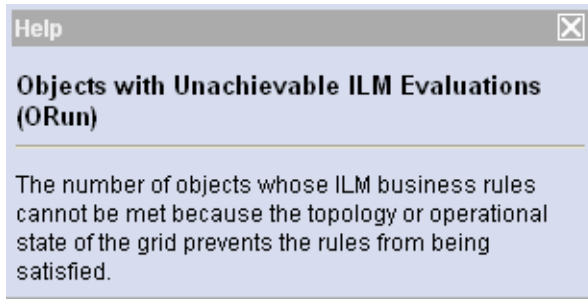 Help
Objects with Unachievable ILM Evaluations
(ORun)
The number of objects whose ILM business rules
cannot be met because the topology or operational
state of the grid prevents the rules from being
satisfied.